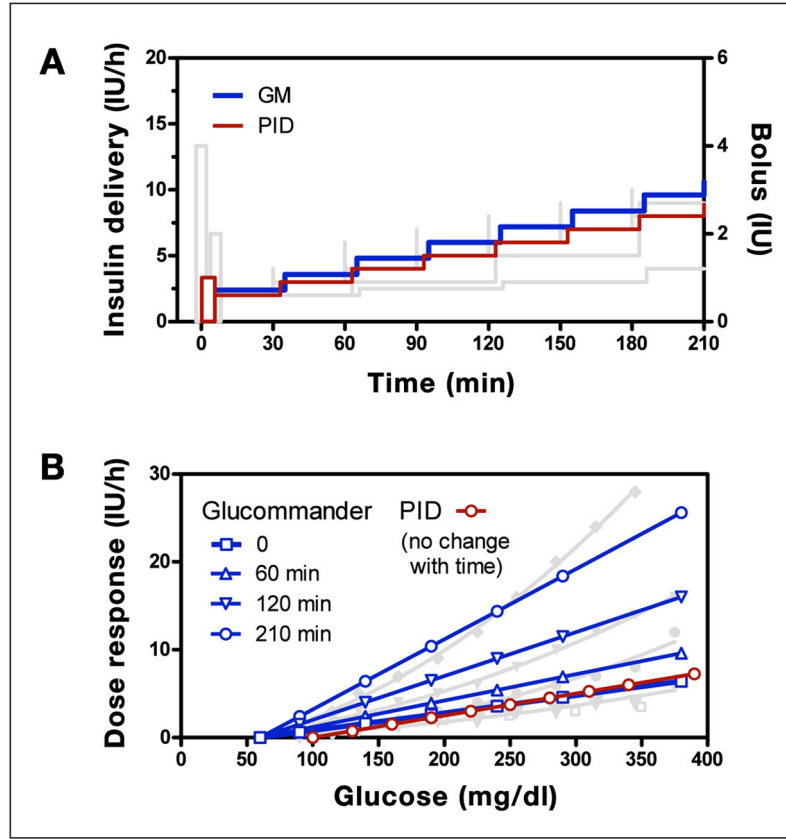 A
Insulin delivery (IU/h)
20
15
10
5
0
GM
PID
6
4
2
0
Bolus (IU)
0 30 60 90 120 150 180 210
Time (min)
B
Dose response (IU/h)
30
20
10
0
Glucommander
0
60 min
120 min
210 min
PID
(no change
with time)
0 50 100 150 200 250 300 350 400
Glucose (mg/dl)